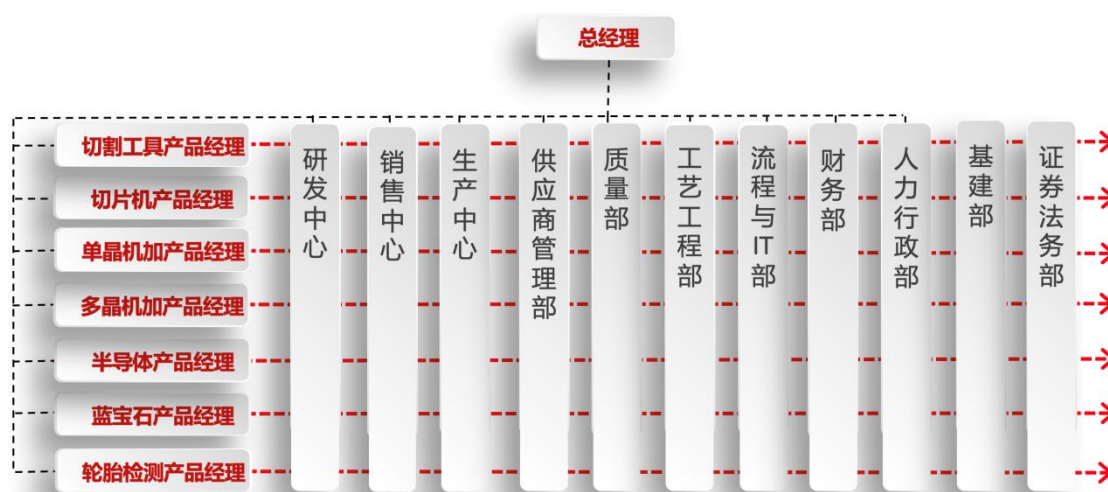 总经理
切割工具产品经理
切片机产品经理
单晶机加产品经理
多晶机加产品经理
半导体产品经理
蓝宝石产品经理
轮胎检测产品经理
研发中心
销售中心
生产中心
供应商管理部
质量部
工艺工程部
流程与IT部
财务部
人力行政部
基建部
证券法务部